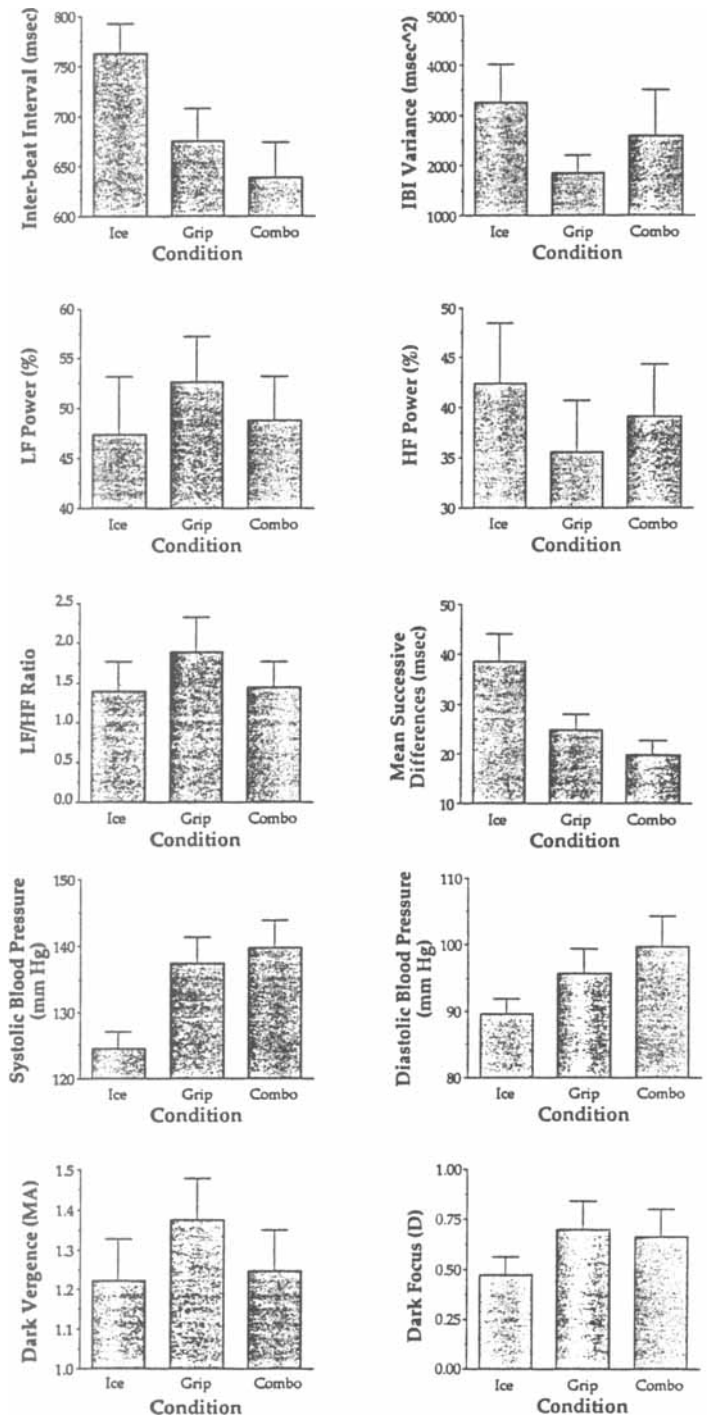 Inter-beat Interval (msec)
800
750
700
650
600
Ice Grip Combo
Condition
IBI Variance (msec^2)
5000
4000
3000
2000
1000
Ice Grip Combo
Condition
LF Power (%)
60
55
50
45
40
Ice Grip Combo
Condition
HF Power (%)
50
45
40
35
30
Ice Grip Combo
Condition
LF/HF Ratio
2.5
2.0
1.5
1.0
0.5
0.0
Ice Grip Combo
Condition
Mean Successive
Differences (msec)
50
40
30
20
10
Ice Grip Combo
Condition
Systolic Blood Pressure
(mm Hg)
150
140
130
120
Ice Grip Combo
Condition
Diastolic Blood Pressure
(mm Hg)
110
100
90
80
Ice Grip Combo
Condition
Dark Vergence (MA)
1.5
1.4
1.3
1.2
1.1
1.0
Ice Grip Combo
Condition
Dark Focus (D)
1.00
0.75
0.50
0.25
0.00
Ice Grip Combo
Condition